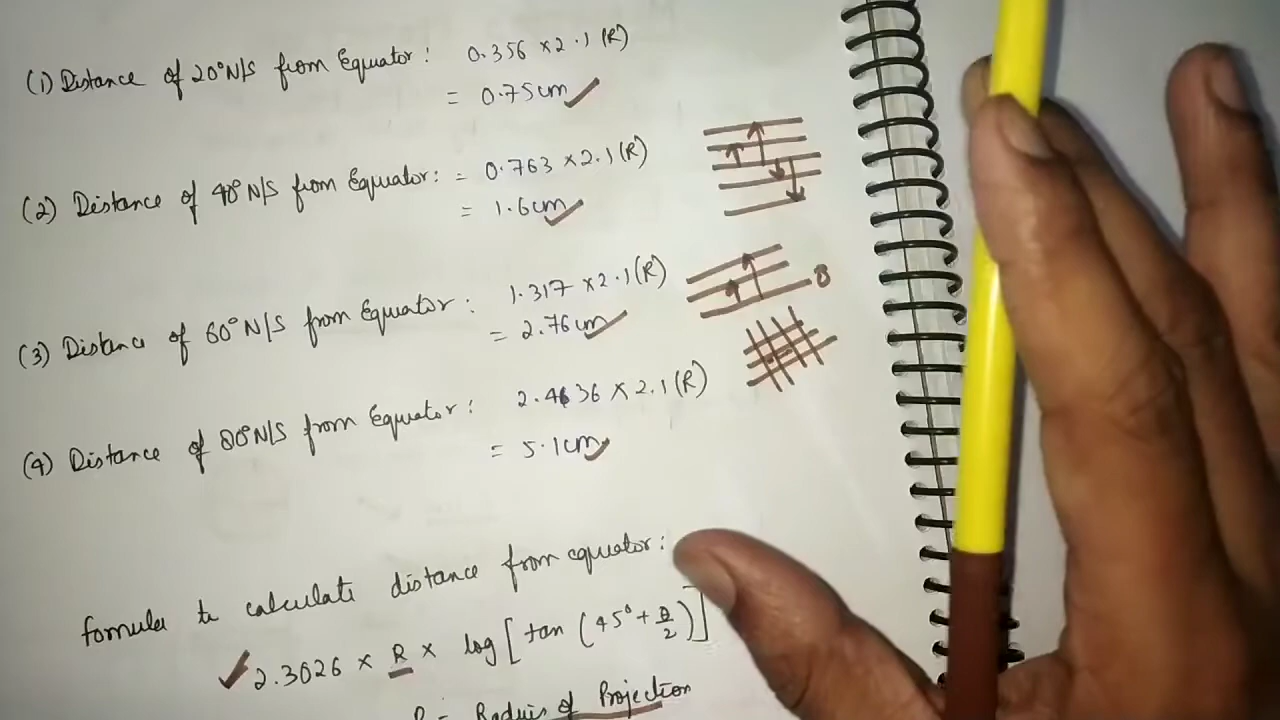 (1) Distance of 20°N/S from Equator: 0.356 × 2.1 (R)
= 0.75cm
(2) Distance of 40°N/S from Equator: = 0.763 × 2.1 (R)
= 1.6cm
(3) Distance of 60°N/S from Equator: 1.317 × 2.1 (R)
= 2.76cm
(4) Distance of 80°N/S from Equator: 2.4636 × 2.1 (R)
= 5.1cm
formula to calculate distance from equator:
2.3026 × R × log [tan (45° + θ/2)]
R = Radius of Projection